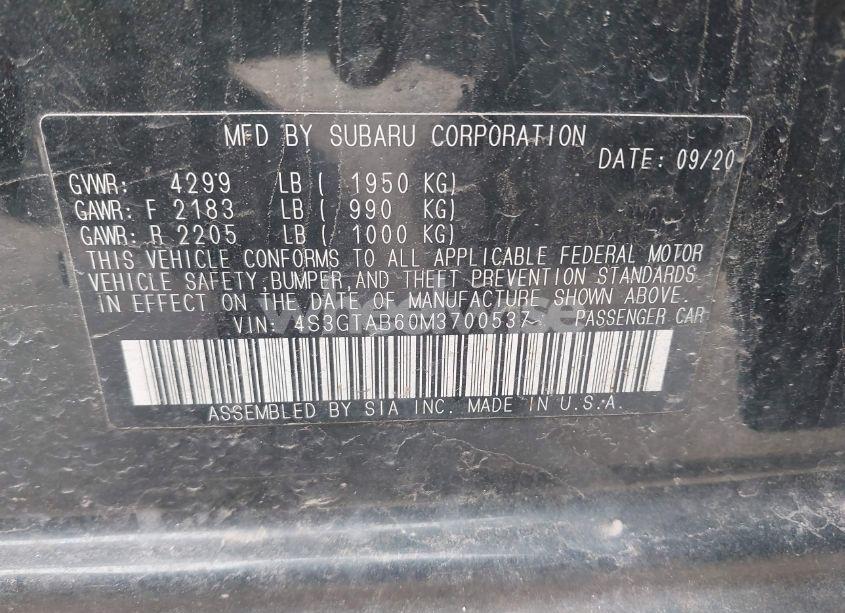 MFD BY SUBARU CORPORATION
DATE: 09/20
GVWR: 4299 LB ( 1950 KG)
GAWR: F 2183 LB ( 990 KG)
GAWR: R 2205 LB ( 1000 KG)
THIS VEHICLE CONFORMS TO ALL APPLICABLE FEDERAL MOTOR
VEHICLE SAFETY,BUMPER,AND THEFT PREVENTION STANDARDS
IN EFFECT ON THE DATE OF MANUFACTURE SHOWN ABOVE.
VIN: 4S3GTAB60M3700537 PASSENGER CAR
ASSEMBLED BY SIA INC. MADE IN U.S.A.